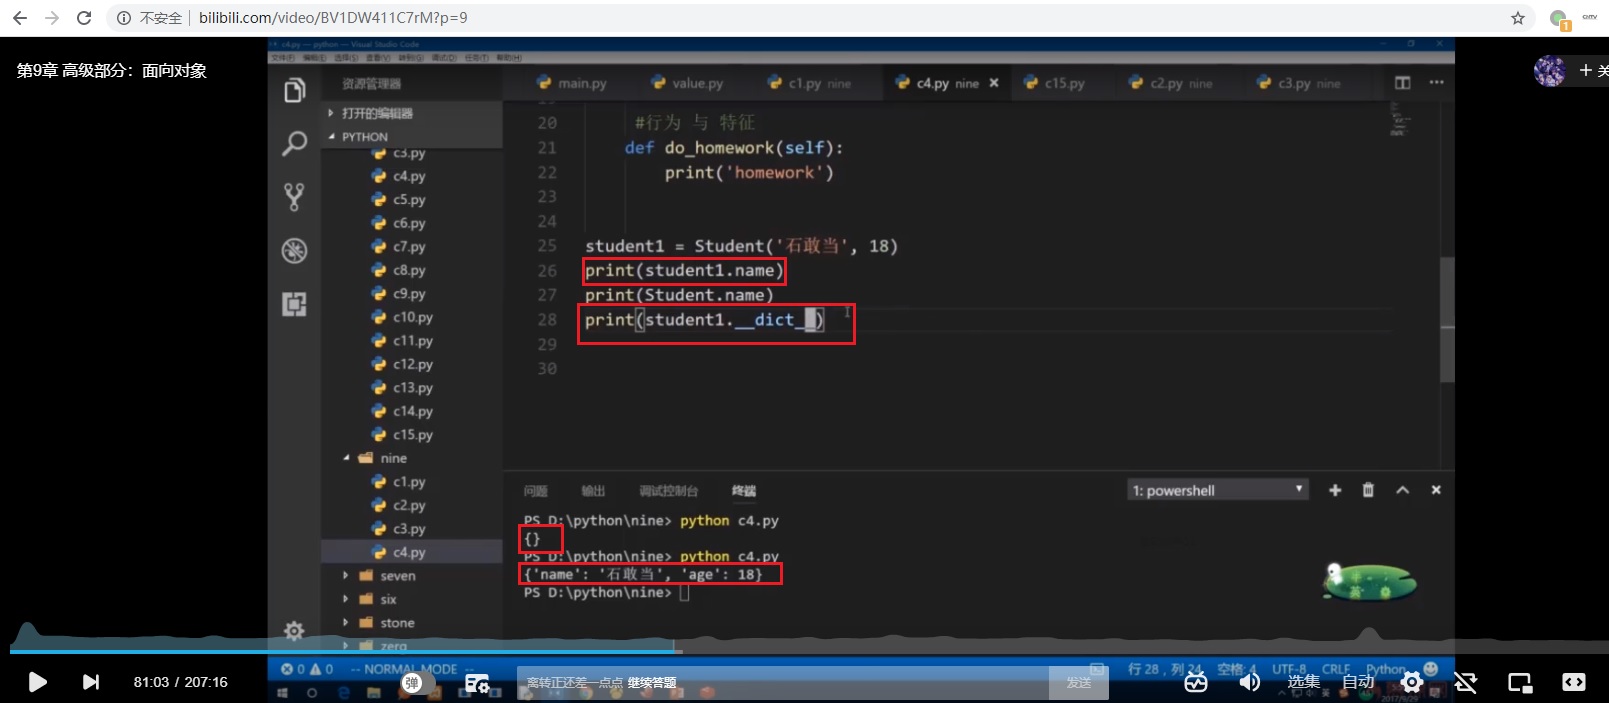 不安全 bilibili.com/video/BV1DW411C7rM?p=9
第9章 高级部分：面向对象
+ 关
c4.py — python — Visual Studio Code
资源管理器
main.py value.py c1.py nine c4.py nine × c15.py c2.py nine c3.py nine
打开的编辑器
PYTHON
c3.py
c4.py
c5.py
c6.py
c7.py
c8.py
c9.py
c10.py
c11.py
c12.py
c13.py
c14.py
c15.py
nine
c1.py
c2.py
c3.py
c4.py
seven
six
stone
zero
20 #行为 与 特征
21 def do_homework(self):
22 print('homework')
23
24
25 student1 = Student('石敢当', 18)
26 print(student1.name)
27 print(Student.name)
28 print(student1.__dict__)
29
30
问题 输出 调试控制台 终端 1: powershell
PS D:\python\nine> python c4.py
{}
PS D:\python\nine> python c4.py
{'name': '石敢当', 'age': 18}
PS D:\python\nine>
0 0 -- NORMAL MODE -- 行 28，列 24 空格: 4 UTF-8 CRLF Python
81:03 / 207:16 弹 离转正还差一点点 继续答题 发送 选集 自动